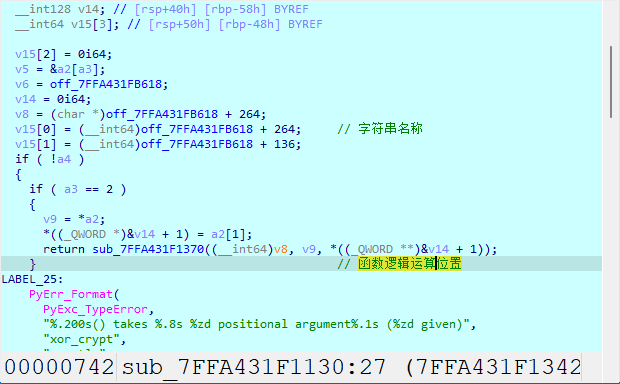 __int128 v14; // [rsp+40h] [rbp-58h] BYREF
__int64 v15[3]; // [rsp+50h] [rbp-48h] BYREF
v15[2] = 0i64;
v5 = &a2[a3];
v6 = off_7FFA431FB618;
v14 = 0i64;
v8 = (char *)off_7FFA431FB618 + 264;
v15[0] = (__int64)off_7FFA431FB618 + 264; // 字符串名称
v15[1] = (__int64)off_7FFA431FB618 + 136;
if ( !a4 )
{
if ( a3 == 2 )
{
v9 = *a2;
*((_QWORD *)&v14 + 1) = a2[1];
return sub_7FFA431F1370((__int64)v8, v9, *((_QWORD **)&v14 + 1));
} // 函数逻辑运算位置
LABEL_25:
PyErr_Format(
PyExc_TypeError,
"%.200s() takes %.8s %zd positional argument%.1s (%zd given)",
"xor_crypt",
00000742 sub_7FFA431F1130:27 (7FFA431F1342